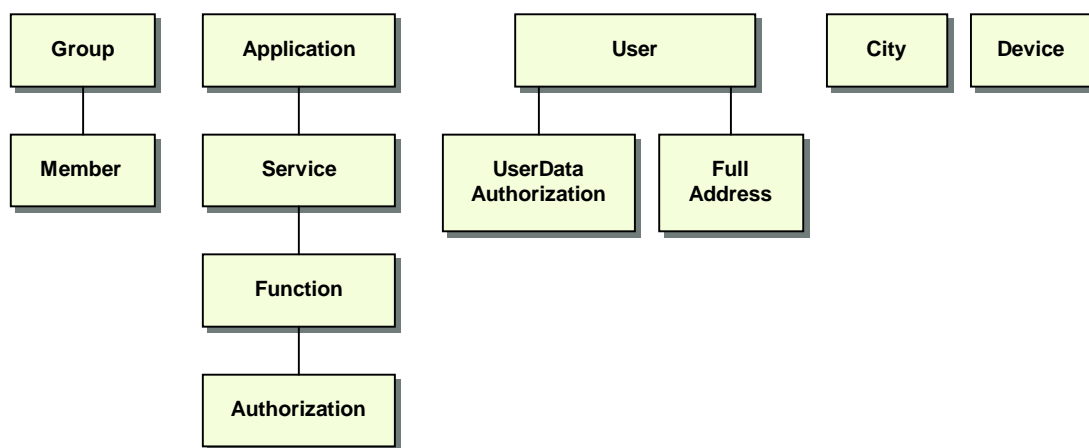 Group
Application
User
City
Device
Member
Service
UserData
Authorization
Full
Address
Function
Authorization